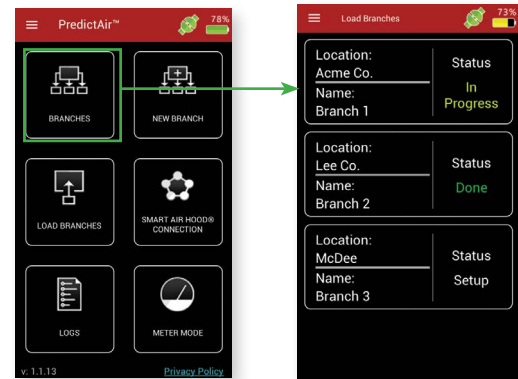 PredictAir™
78%
BRANCHES
NEW BRANCH
LOAD BRANCHES
SMART AIR HOOD®
CONNECTION
LOGS
METER MODE
v: 1.1.13
Privacy Policy
Load Branches
73%
Location:
Acme Co.
Name:
Branch 1
Status
In
Progress
Location:
Lee Co.
Name:
Branch 2
Status
Done
Location:
McDee
Name:
Branch 3
Status
Setup